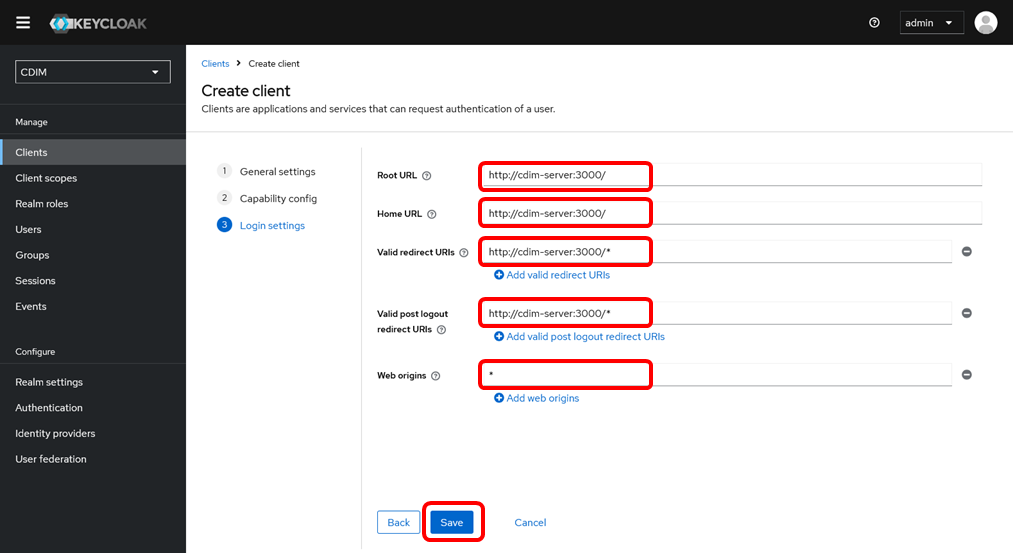 KEYCLOAK
admin
CDIM
Manage
Clients
Client scopes
Realm roles
Users
Groups
Sessions
Events
Configure
Realm settings
Authentication
Identity providers
User federation
Clients > Create client
Create client
Clients are applications and services that can request authentication of a user.
1 General settings
2 Capability config
3 Login settings
Root URL ? http://cdim-server:3000/
Home URL ? http://cdim-server:3000/
Valid redirect URIs ? http://cdim-server:3000/*
Add valid redirect URIs
Valid post logout http://cdim-server:3000/*
redirect URIs ?
Add valid post logout redirect URIs
Web origins ? *
Add web origins
Back Save Cancel